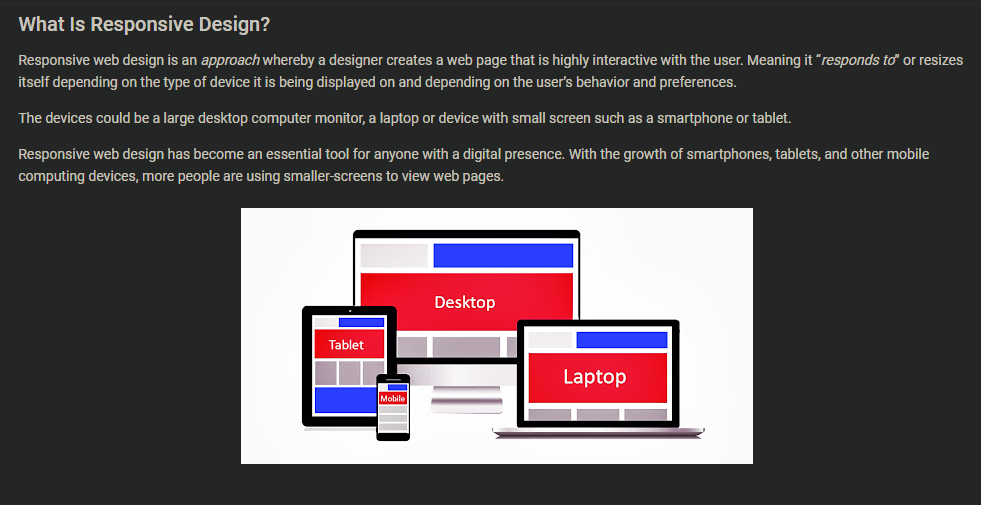 What Is Responsive Design?
Responsive web design is an approach whereby a designer creates a web page that is highly interactive with the user. Meaning it “responds to” or resizes
itself depending on the type of device it is being displayed on and depending on the user’s behavior and preferences.
The devices could be a large desktop computer monitor, a laptop or device with small screen such as a smartphone or tablet.
Responsive web design has become an essential tool for anyone with a digital presence. With the growth of smartphones, tablets, and other mobile
computing devices, more people are using smaller-screens to view web pages.
Desktop
Tablet
Laptop
Mobile